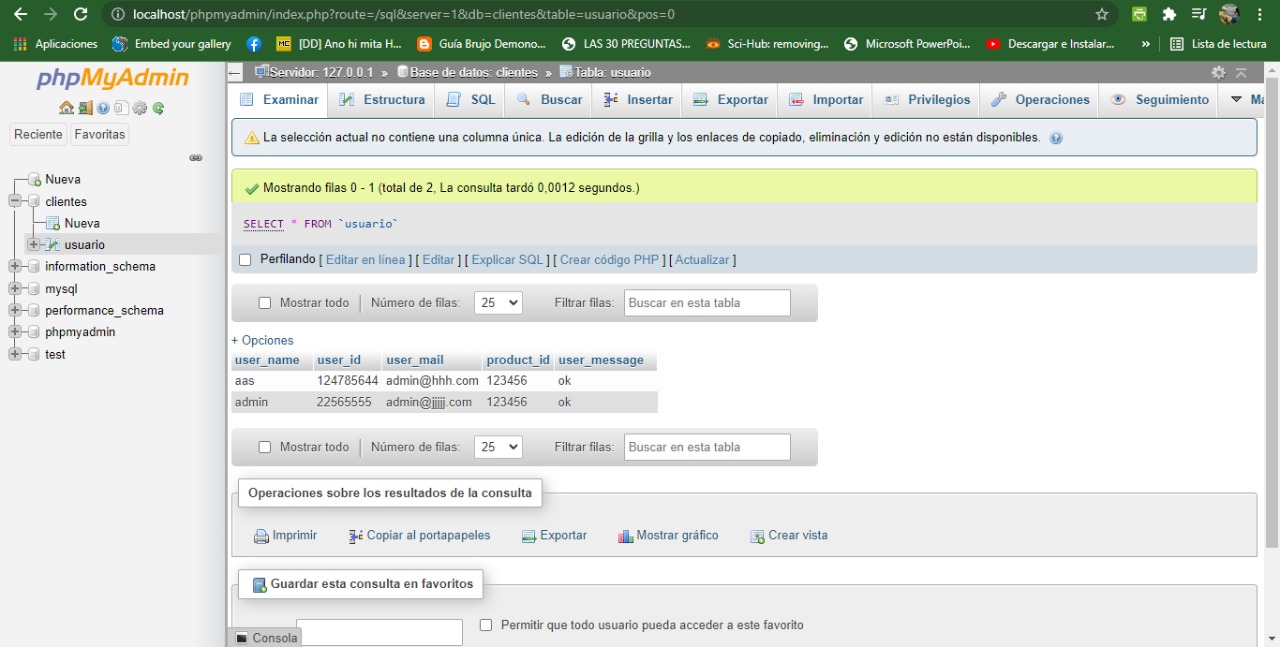 localhost/phpmyadmin/index.php?route=/sql&server=1&db=clientes&table=usuario&pos=0
Aplicaciones Embed your gallery [DD] Ano hi mita H... Guía Brujo Demono... LAS 30 PREGUNTAS... Sci-Hub: removing... Microsoft PowerPoi... Descargar e Instalar... » Lista de lectura
phpMyAdmin
Reciente Favoritas
Nueva
clientes
Nueva
usuario
information_schema
mysql
performance_schema
phpmyadmin
test
Servidor: 127.0.0.1 » Base de datos: clientes » Tabla: usuario
Examinar Estructura SQL Buscar Insertar Exportar Importar Privilegios Operaciones Seguimiento Má
La selección actual no contiene una columna única. La edición de la grilla y los enlaces de copiado, eliminación y edición no están disponibles.
Mostrando filas 0 - 1 (total de 2, La consulta tardó 0,0012 segundos.)
SELECT * FROM `usuario`
Perfilando [ Editar en línea ] [ Editar ] [ Explicar SQL ] [ Crear código PHP ] [ Actualizar ]
Mostrar todo Número de filas: 25 Filtrar filas: Buscar en esta tabla
+ Opciones
user_name user_id user_mail product_id user_message
aas 124785644 admin@hhh.com 123456 ok
admin 22565555 admin@jjjjj.com 123456 ok
Mostrar todo Número de filas: 25 Filtrar filas: Buscar en esta tabla
Operaciones sobre los resultados de la consulta
Imprimir Copiar al portapapeles Exportar Mostrar gráfico Crear vista
Guardar esta consulta en favoritos
Permitir que todo usuario pueda acceder a este favorito
Consola